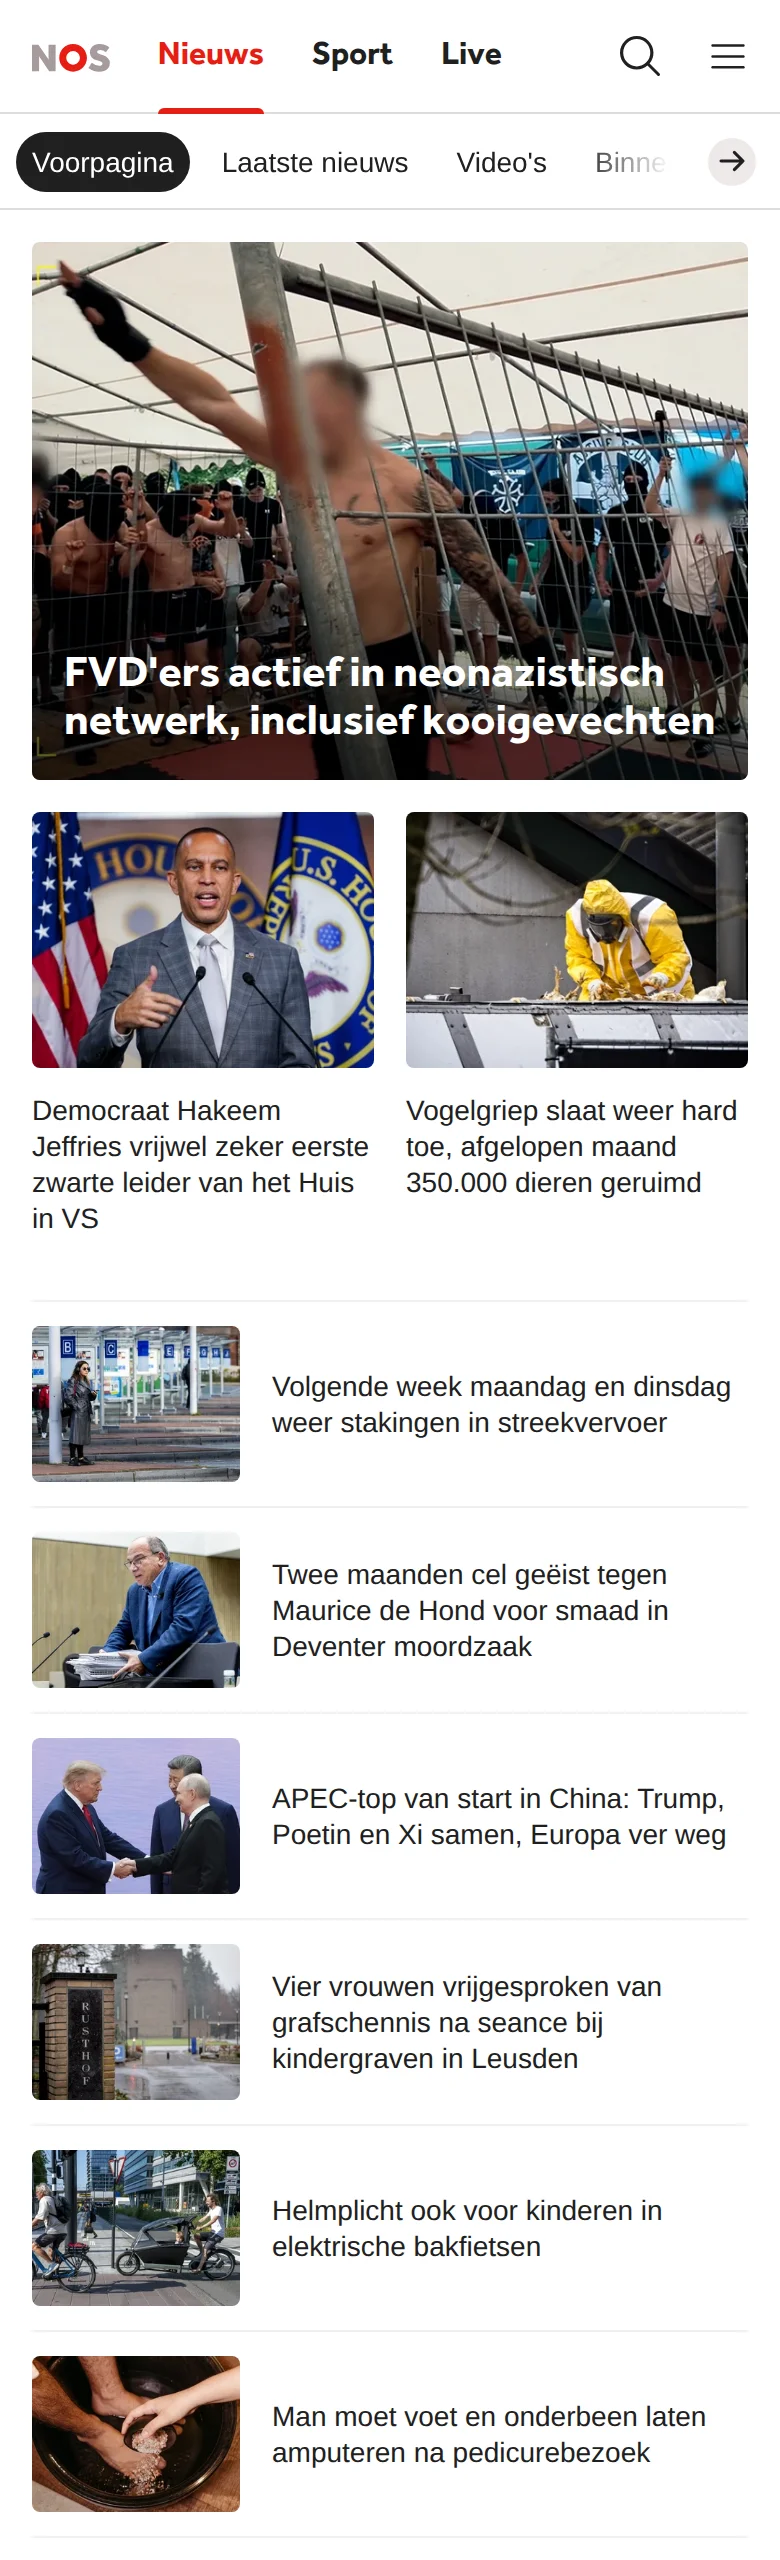 NOS Nieuws Sport Live
Voorpagina Laatste nieuws Video's Binne
FVD'ers actief in neonazistisch
netwerk, inclusief kooigevechten
Democraat Hakeem
Jeffries vrijwel zeker eerste
zwarte leider van het Huis
in VS
Vogelgriep slaat weer hard
toe, afgelopen maand
350.000 dieren geruimd
B C E
Volgende week maandag en dinsdag
weer stakingen in streekvervoer
Twee maanden cel geëist tegen
Maurice de Hond voor smaad in
Deventer moordzaak
APEC-top van start in China: Trump,
Poetin en Xi samen, Europa ver weg
RUSTHOF
Vier vrouwen vrijgesproken van
grafschennis na seance bij
kindergraven in Leusden
Helmplicht ook voor kinderen in
elektrische bakfietsen
Man moet voet en onderbeen laten
amputeren na pedicurebezoek